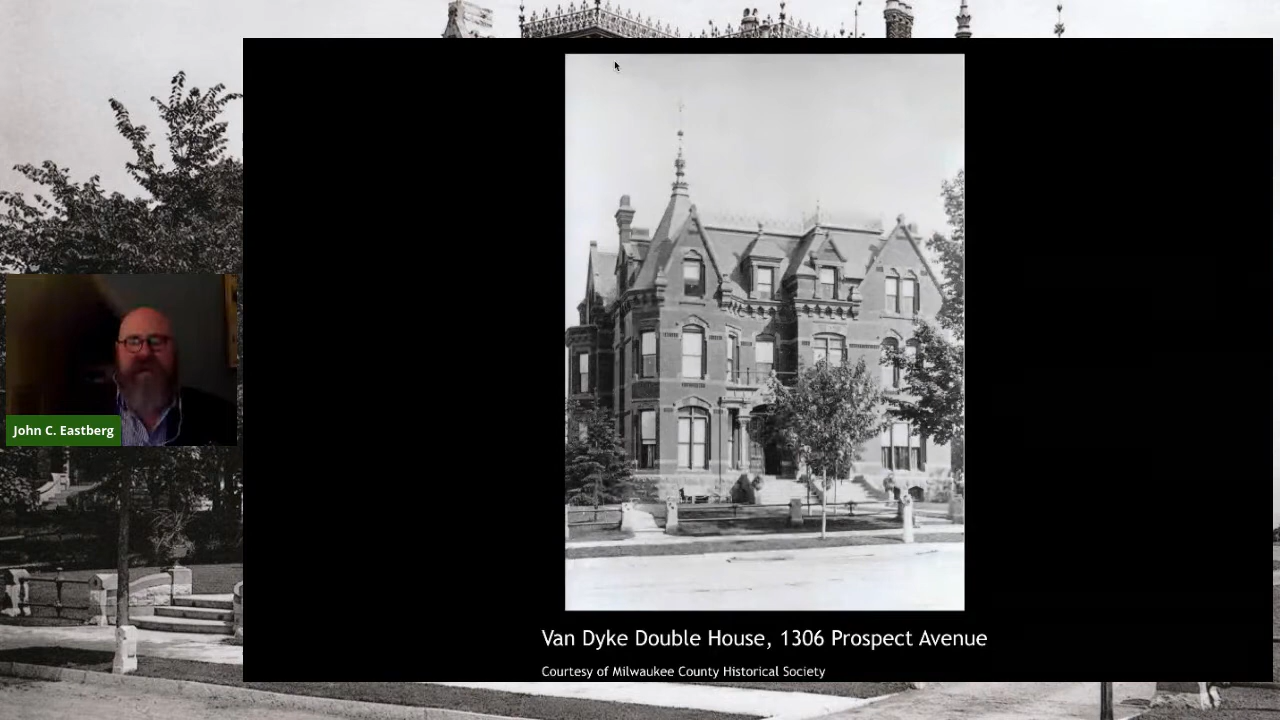 John C. Eastberg
Van Dyke Double House, 1306 Prospect Avenue
Courtesy of Milwaukee County Historical Society